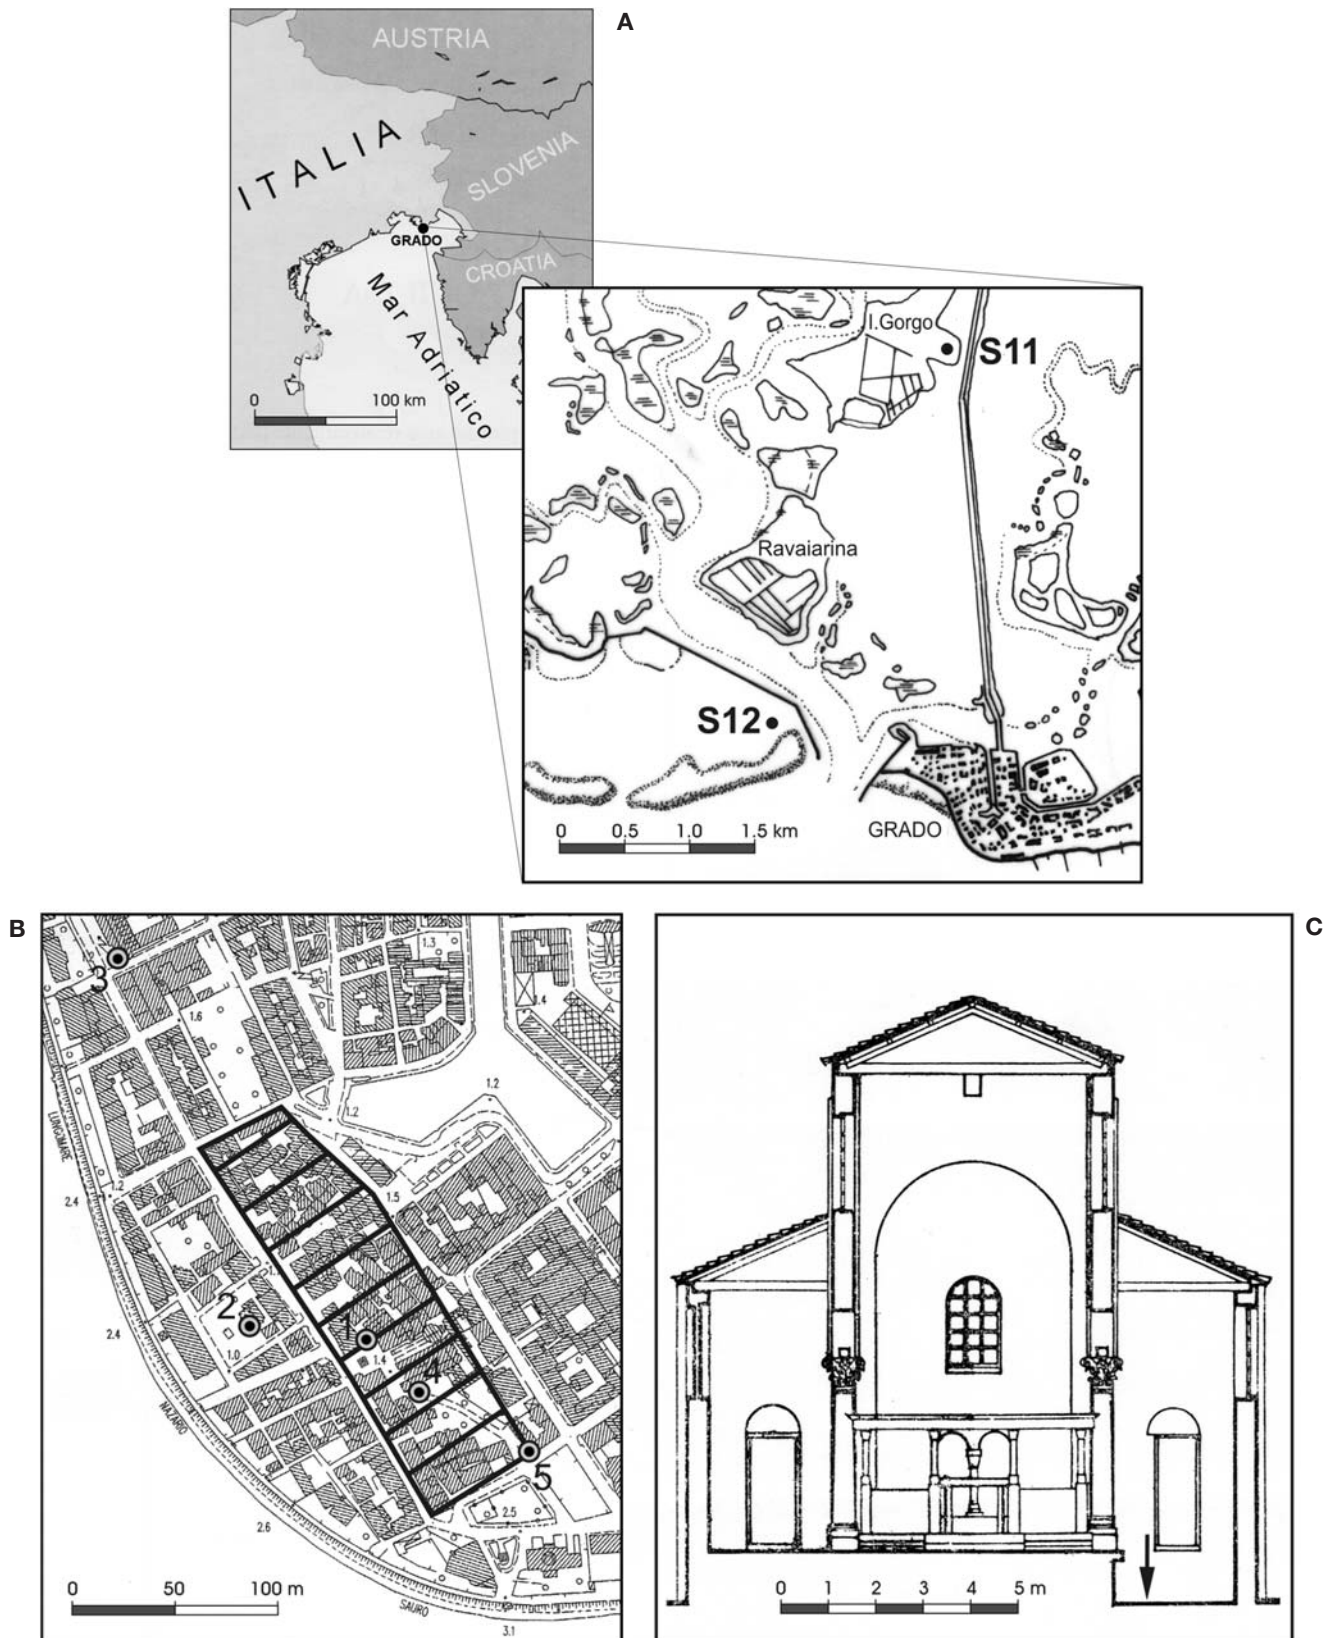 A
AUSTRIA
ITALIA
SLOVENIA
GRADO
CROATIA
Mar Adriatico
0 100 km
I.Gorgo
S11
Ravaiarina
S12
GRADO
0 0.5 1.0 1.5 km
B
C
3
1.3
1.4
1.6
1.2
1.2
LUNGOMARE
1.2
1.5
2.4
2
1
2.4
1.0
1.4
4
NAZARIO
5
2.5
2.6
0 50 100 m
SAURO
3.1
0 1 2 3 4 5 m